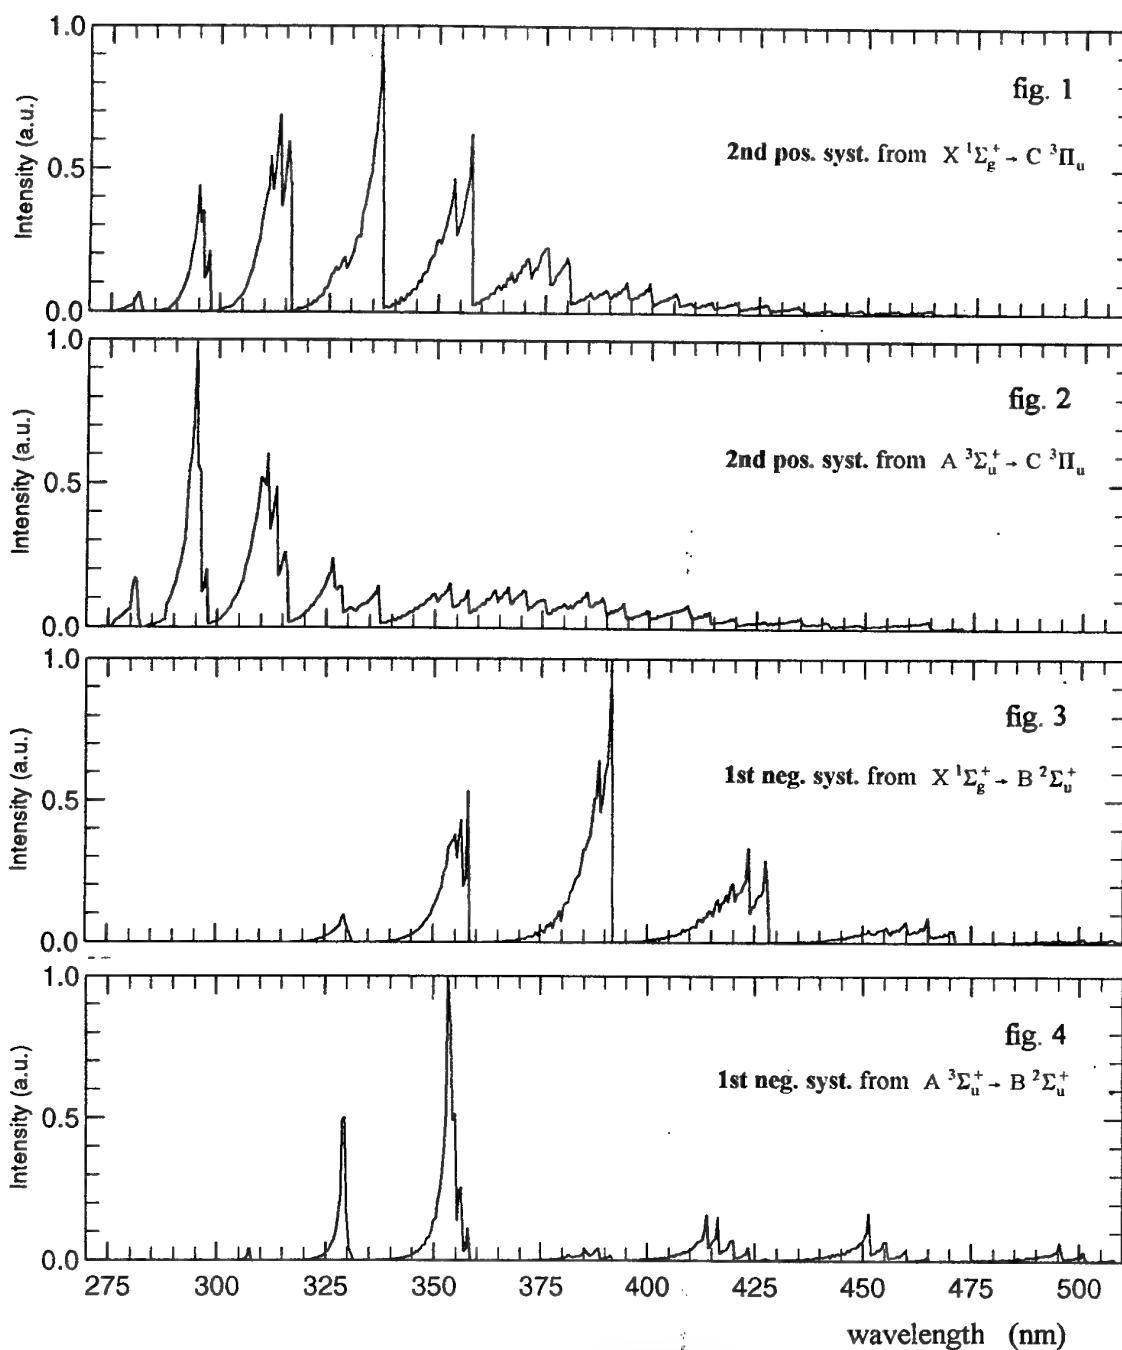 1.0
fig. 1
2nd pos. syst. from X ¹Σg⁺ → C ³Πu
0.5
Intensity (a.u.)
0.0
1.0
fig. 2
2nd pos. syst. from A ³Σu⁺ → C ³Πu
0.5
Intensity (a.u.)
0.0
1.0
fig. 3
1st neg. syst. from X ¹Σg⁺ → B ²Σu⁺
0.5
Intensity (a.u.)
0.0
1.0
fig. 4
1st neg. syst. from A ³Σu⁺ → B ²Σu⁺
0.5
Intensity (a.u.)
0.0
275 300 325 350 375 400 425 450 475 500
wavelength (nm)